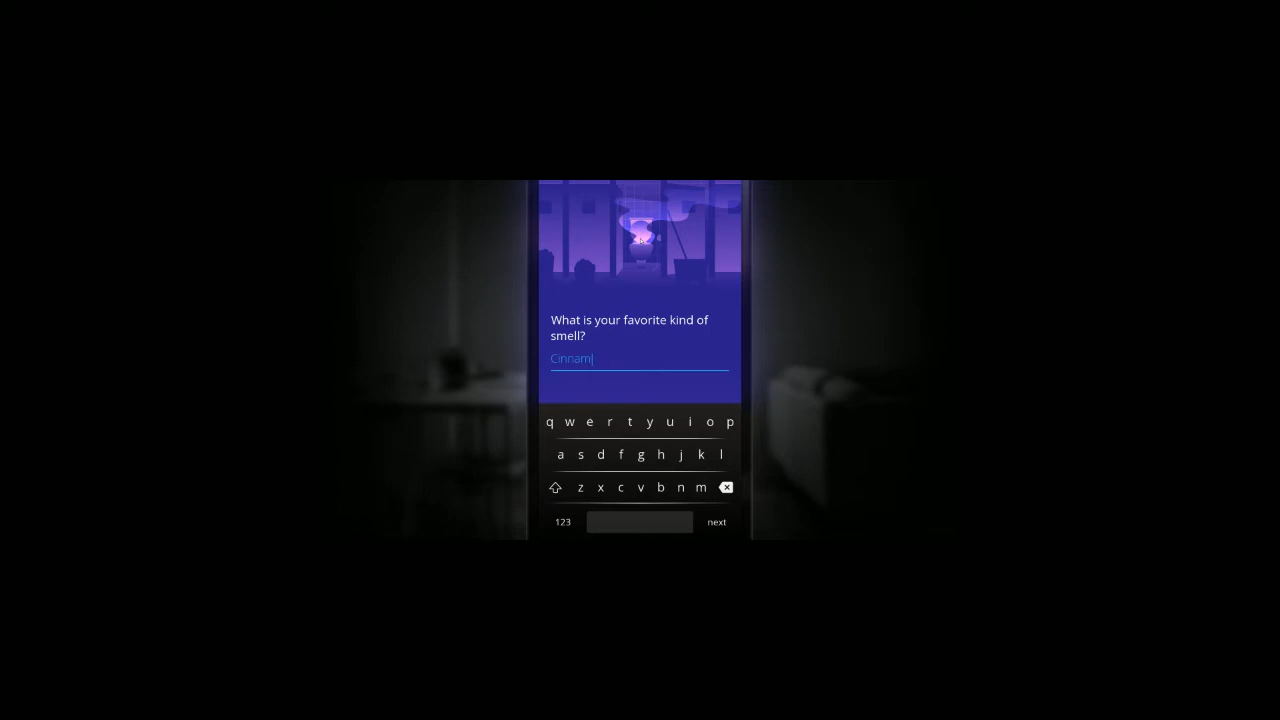 What is your favorite kind of
smell?
Cinnam
q w e r t y u i o p
a s d f g h j k l
z x c v b n m
123 next